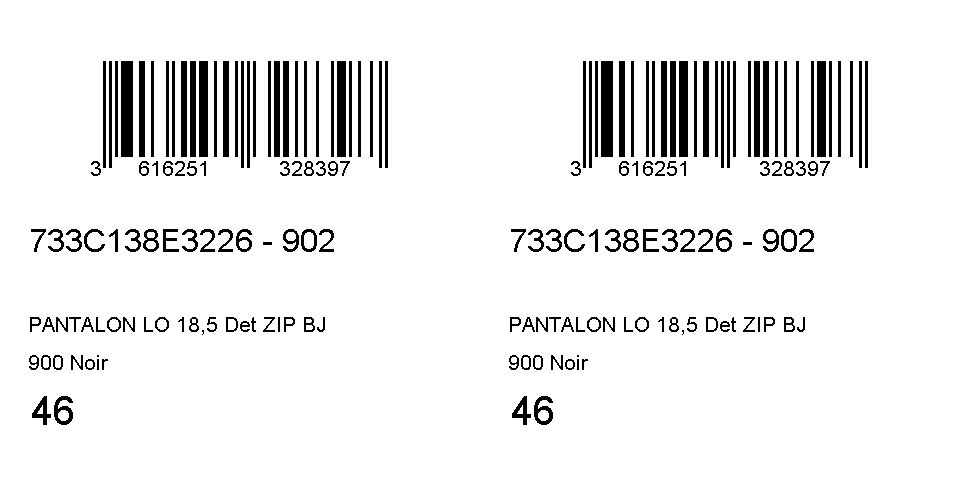 3 616251 328397
733C138E3226 - 902
PANTALON LO 18,5 Det ZIP BJ
900 Noir
46
3 616251 328397
733C138E3226 - 902
PANTALON LO 18,5 Det ZIP BJ
900 Noir
46